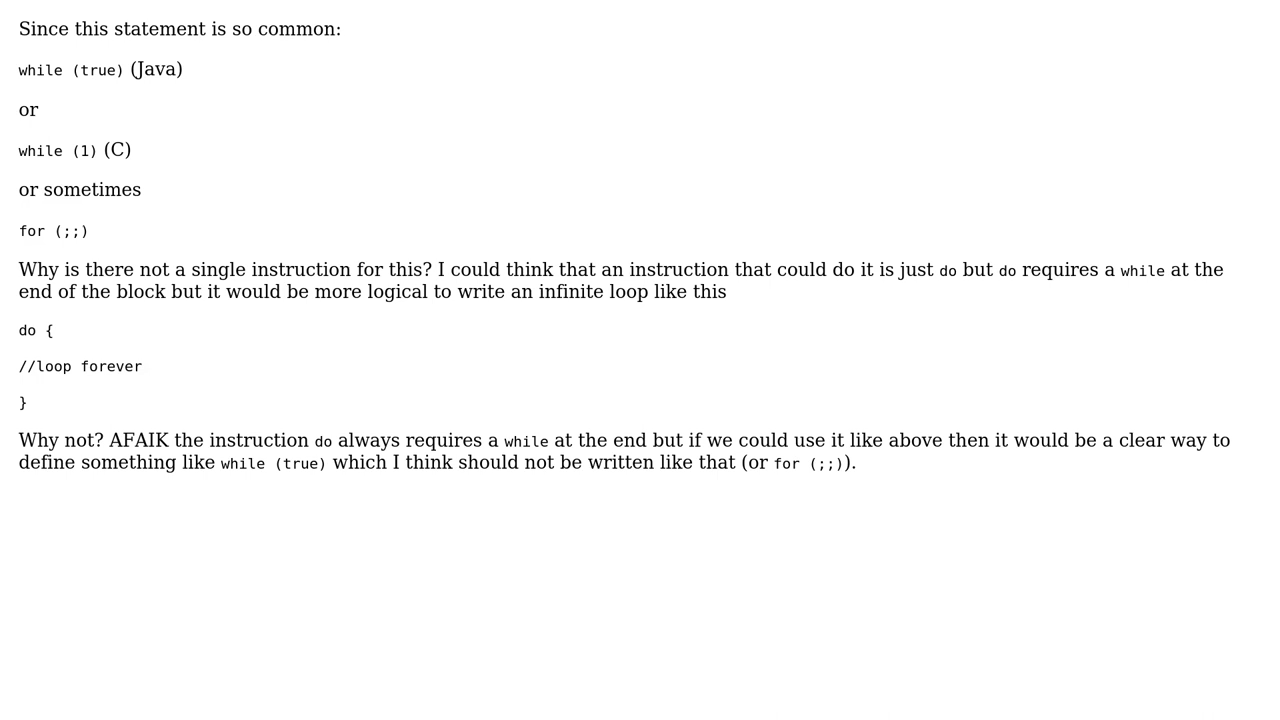 Since this statement is so common:
while (true) (Java)
or
while (1) (C)
or sometimes
for (;;)
Why is there not a single instruction for this? I could think that an instruction that could do it is just do but do requires a while at the
end of the block but it would be more logical to write an infinite loop like this
do {
//loop forever
}
Why not? AFAIK the instruction do always requires a while at the end but if we could use it like above then it would be a clear way to
define something like while (true) which I think should not be written like that (or for (;;)).